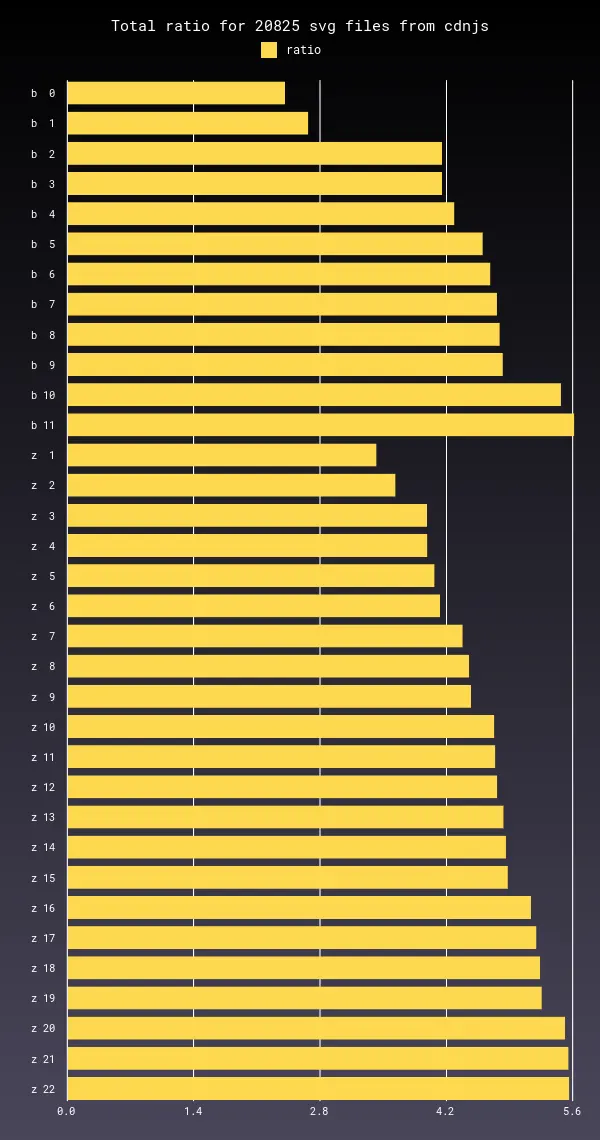 Total ratio for 20825 svg files from cdnjs
ratio
b 0
b 1
b 2
b 3
b 4
b 5
b 6
b 7
b 8
b 9
b 10
b 11
z 1
z 2
z 3
z 4
z 5
z 6
z 7
z 8
z 9
z 10
z 11
z 12
z 13
z 14
z 15
z 16
z 17
z 18
z 19
z 20
z 21
z 22
0.0 1.4 2.8 4.2 5.6